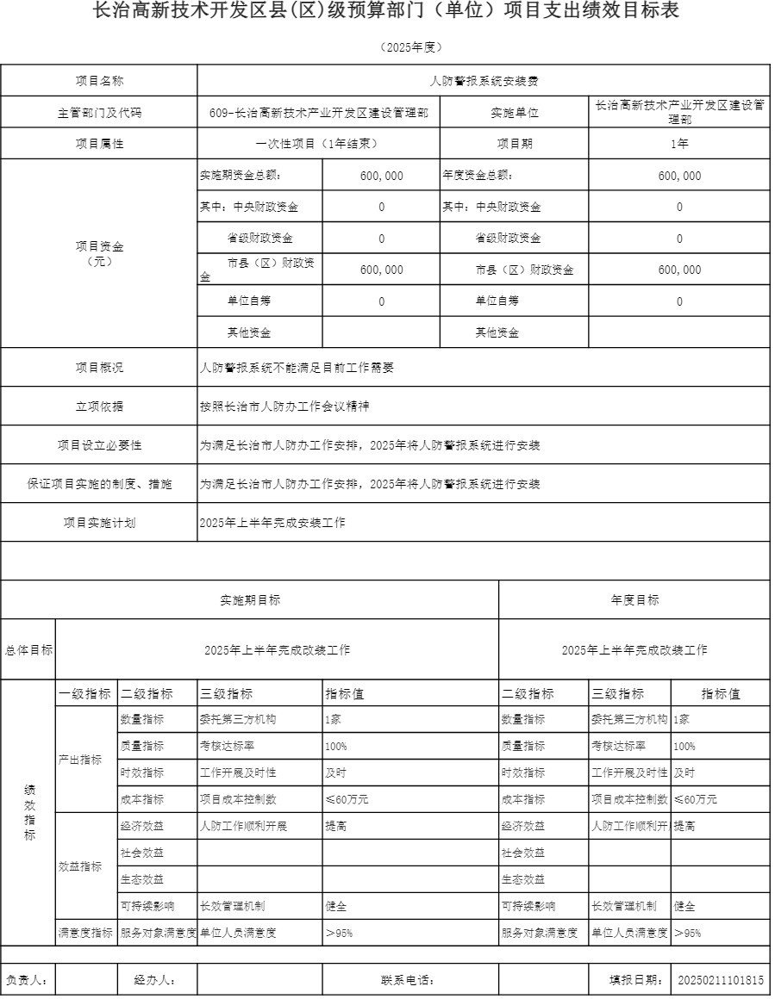 长治高新技术开发区县(区)级预算部门（单位）项目支出绩效目标表
（2025年度）
项目名称 人防警报系统安装费
主管部门及代码 609-长治高新技术产业开发区建设管理部 实施单位 长治高新技术产业开发区建设管
理部
项目属性 一次性项目（1年结束） 项目期 1年
项目资金
（元）
实施期资金总额： 600,000 年度资金总额： 600,000
其中：中央财政资金 0 其中：中央财政资金 0
省级财政资金 0 省级财政资金 0
市县（区）财政资
金 600,000 市县（区）财政资金 600,000
单位自筹 0 单位自筹 0
其他资金 其他资金
项目概况 人防警报系统不能满足目前工作需要
立项依据 按照长治市人防办工作会议精神
项目设立必要性 为满足长治市人防办工作安排，2025年将人防警报系统进行安装
保证项目实施的制度、措施 为满足长治市人防办工作安排，2025年将人防警报系统进行安装
项目实施计划 2025年上半年完成安装工作
实施期目标 年度目标
总体目标 2025年上半年完成改装工作 2025年上半年完成改装工作
绩
效
指
标
一级指标 二级指标 三级指标 指标值 二级指标 三级指标 指标值
产出指标
数量指标 委托第三方机构 1家 数量指标 委托第三方机构 1家
质量指标 考核达标率 100% 质量指标 考核达标率 100%
时效指标 工作开展及时性 及时 时效指标 工作开展及时性 及时
成本指标 项目成本控制数 ≤60万元 成本指标 项目成本控制数 ≤60万元
效益指标
经济效益 人防工作顺利开展 提高 经济效益 人防工作顺利开 提高
社会效益 社会效益
生态效益 生态效益
可持续影响 长效管理机制 健全 可持续影响 长效管理机制 健全
满意度指标 服务对象满意度 单位人员满意度 ＞95% 服务对象满意度 单位人员满意度 ＞95%
负责人： 经办人： 联系电话： 填报日期： 20250211101815